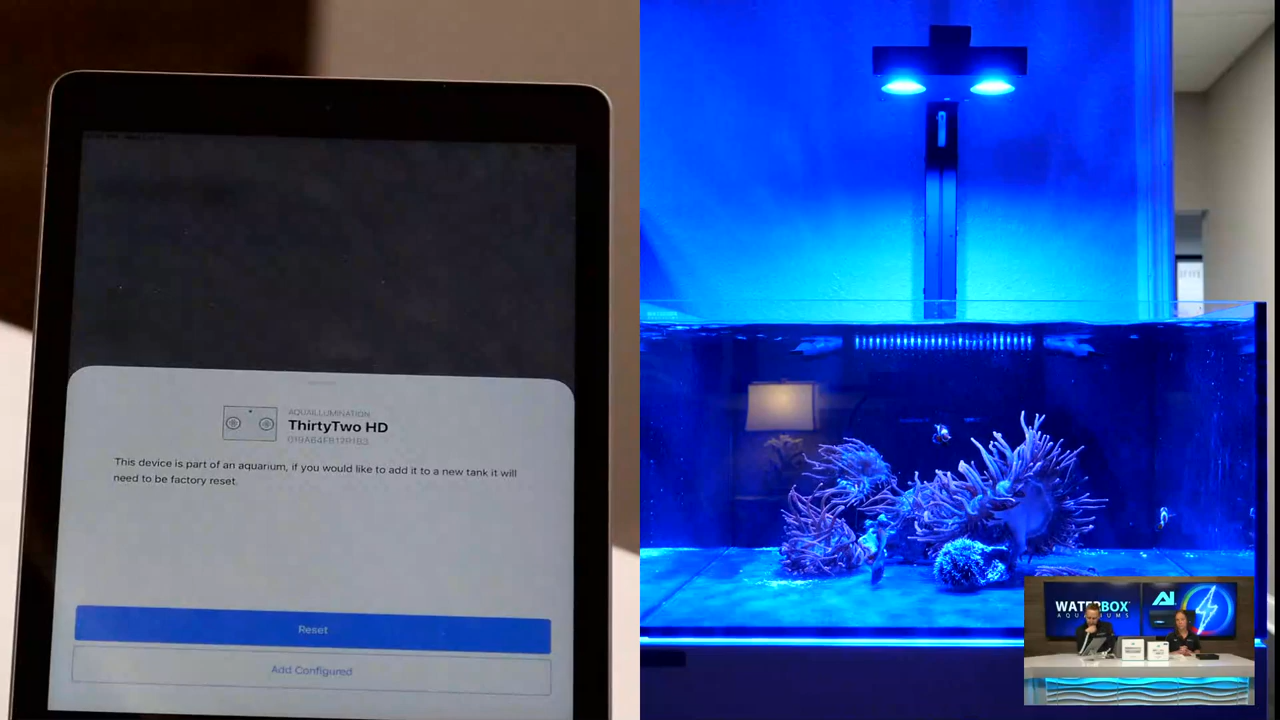 AQUAILLUMINATION
ThirtyTwo HD
This device is part of an aquarium, if you would like to add it to a new tank it will
need to be factory reset.
Reset
Add Configured
WATERBOX
AQUARIUMS
AI